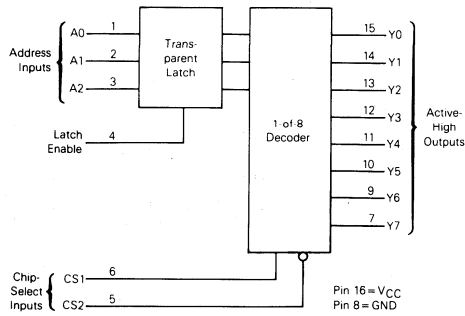 Address
Inputs
A0 1
A1 2
A2 3
Trans-
parent
Latch
Latch
Enable
4
1-of-8
Decoder
15 Y0
14 Y1
13 Y2
12 Y3
11 Y4
10 Y5
9 Y6
7 Y7
Active-
High
Outputs
Chip-
Select
Inputs
CS1 6
CS2 5
Pin 16 = VCC
Pin 8 = GND